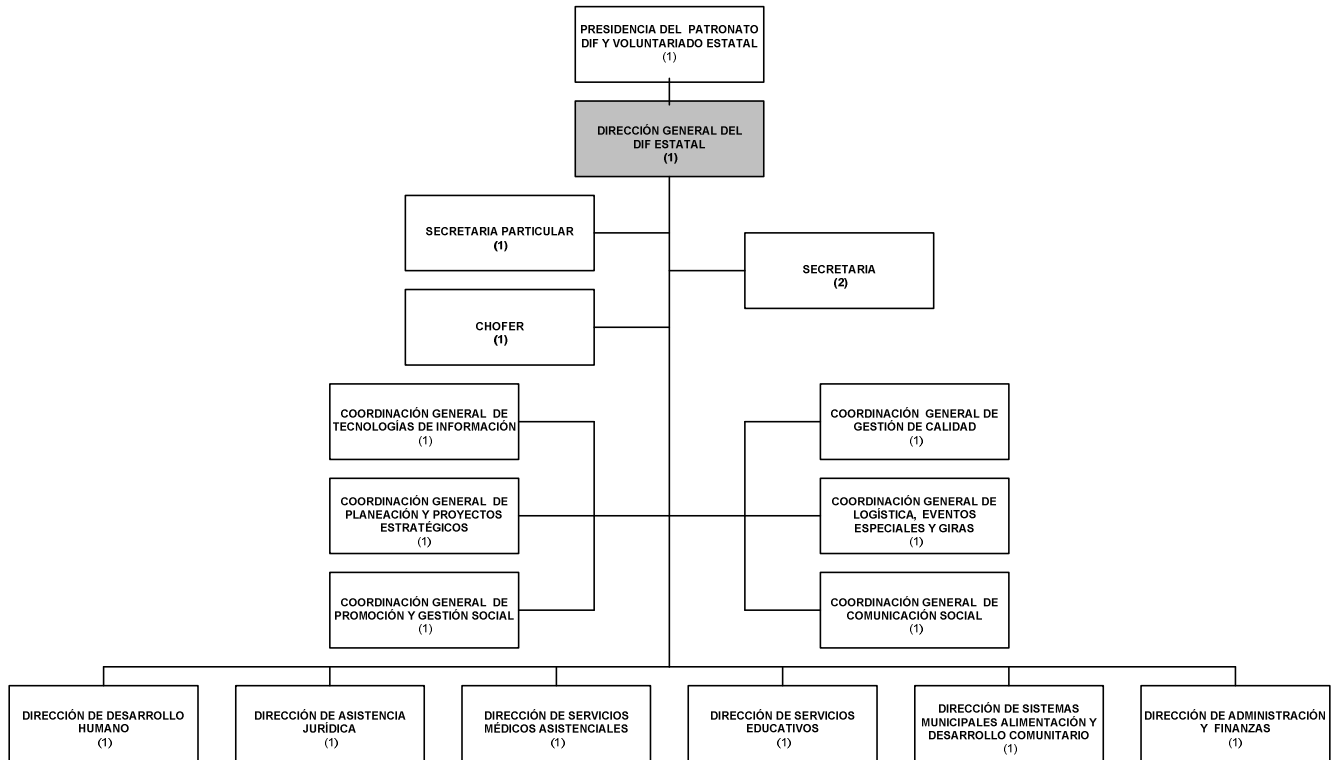 PRESIDENCIA DEL PATRONATO
DIF Y VOLUNTARIADO ESTATAL
(1)
DIRECCIÓN GENERAL DEL
DIF ESTATAL
(1)
SECRETARIA PARTICULAR
(1)
SECRETARIA
(2)
CHOFER
(1)
COORDINACIÓN GENERAL DE
TECNOLOGÍAS DE INFORMACIÓN
(1)
COORDINACIÓN GENERAL DE
GESTIÓN DE CALIDAD
(1)
COORDINACIÓN GENERAL DE
PLANEACIÓN Y PROYECTOS
ESTRATÉGICOS
(1)
COORDINACIÓN GENERAL DE
LOGÍSTICA, EVENTOS
ESPECIALES Y GIRAS
(1)
COORDINACIÓN GENERAL DE
PROMOCIÓN Y GESTIÓN SOCIAL
(1)
COORDINACIÓN GENERAL DE
COMUNICACIÓN SOCIAL
(1)
DIRECCIÓN DE DESARROLLO
HUMANO
(1)
DIRECCIÓN DE ASISTENCIA
JURÍDICA
(1)
DIRECCIÓN DE SERVICIOS
MÉDICOS ASISTENCIALES
(1)
DIRECCIÓN DE SERVICIOS
EDUCATIVOS
(1)
DIRECCIÓN DE SISTEMAS
MUNICIPALES ALIMENTACIÓN Y
DESARROLLO COMUNITARIO
(1)
DIRECCIÓN DE ADMINISTRACIÓN
Y FINANZAS
(1)